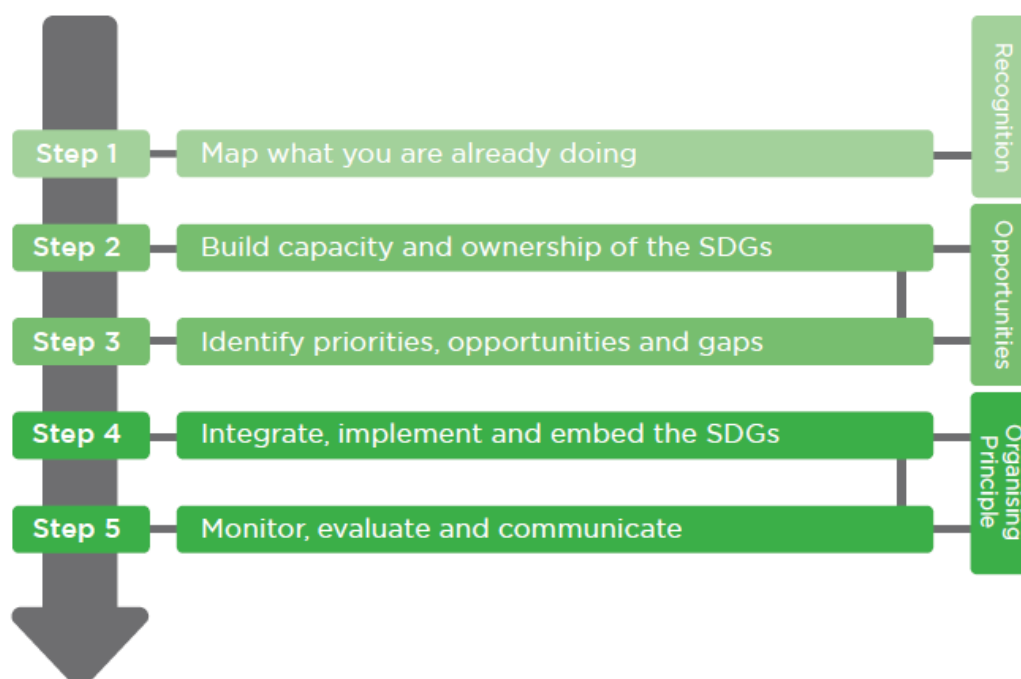 Recognition
Step 1
Map what you are already doing
Step 2
Build capacity and ownership of the SDGs
Opportunities
Step 3
Identify priorities, opportunities and gaps
Step 4
Integrate, implement and embed the SDGs
Organising
Principle
Step 5
Monitor, evaluate and communicate